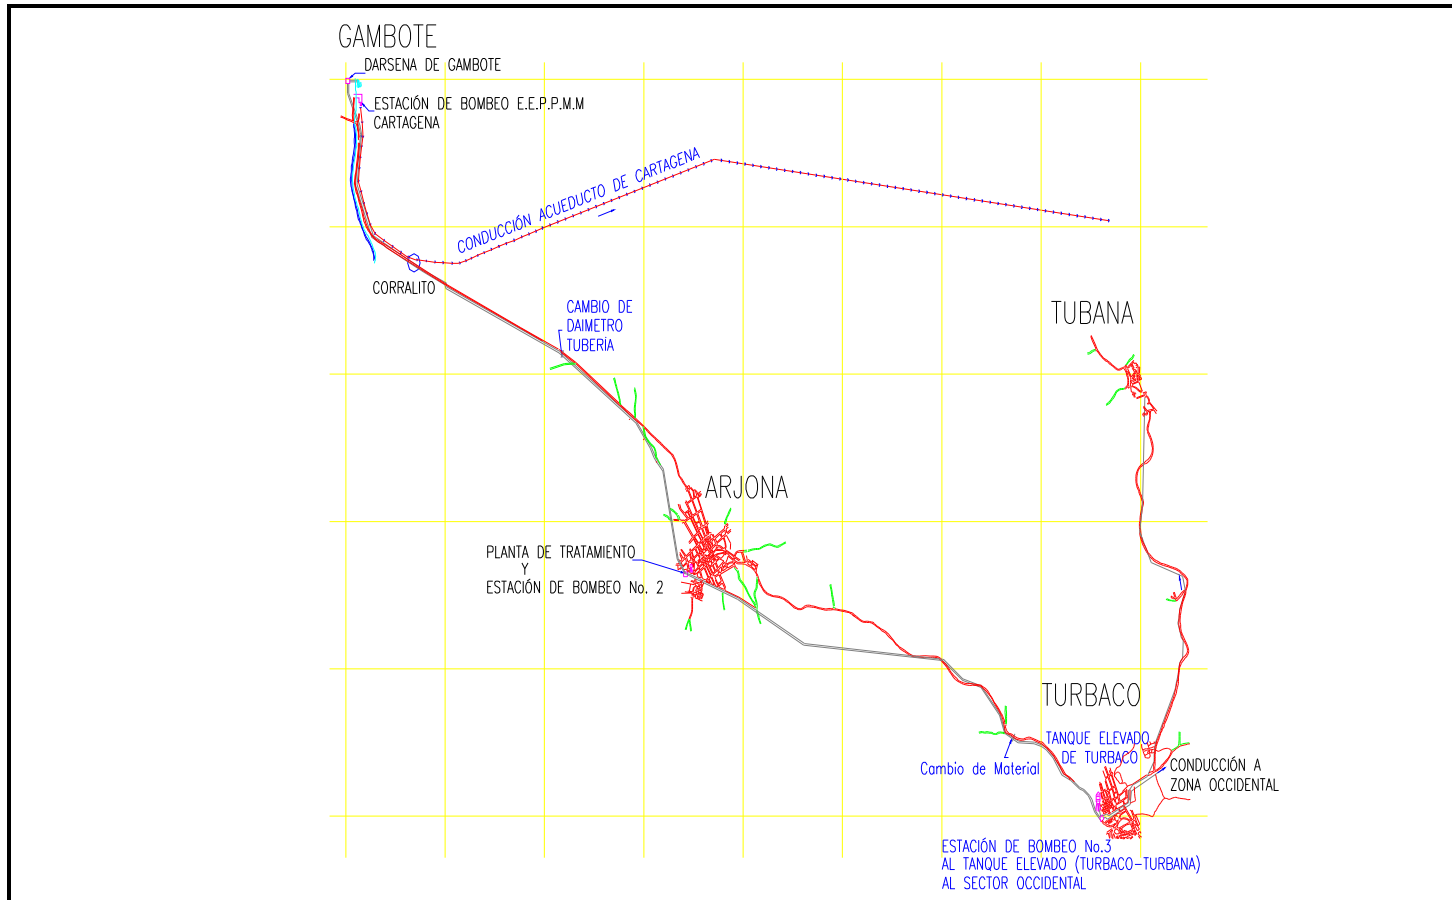 GAMBOTE
DARSENA DE GAMBOTE
ESTACIÓN DE BOMBEO E.E.P.P.M.M
CARTAGENA
CONDUCCIÓN ACUEDUCTO DE CARTAGENA
CORRALITO
CAMBIO DE
DAIMETRO
TUBERÍA
TUBANA
ARJONA
PLANTA DE TRATAMIENTO
Y
ESTACIÓN DE BOMBEO No. 2
TURBACO
TANQUE ELEVADO
DE TURBACO
Cambio de Material
CONDUCCIÓN A
ZONA OCCIDENTAL
ESTACIÓN DE BOMBEO No.3
AL TANQUE ELEVADO (TURBACO-TURBANA)
AL SECTOR OCCIDENTAL